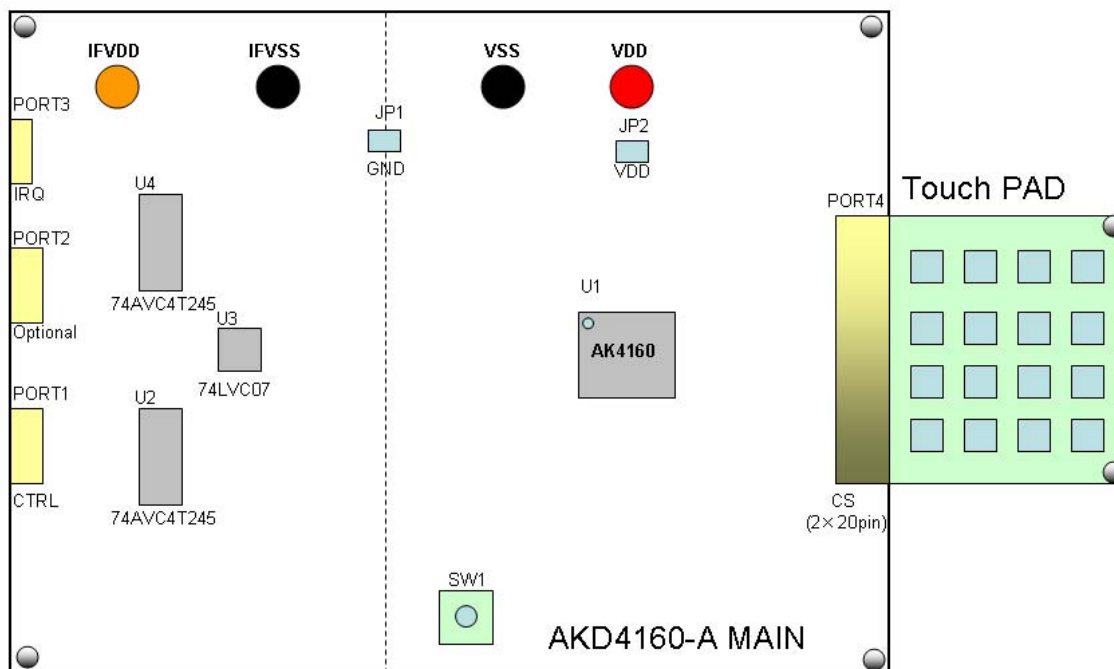 IFVDD
IFVSS
VSS
VDD
PORT3
JP1
JP2
GND
VDD
IRQ
U4
Touch PAD
PORT4
PORT2
U1
74AVC4T245
U3
Optional
AK4160
74LVC07
PORT1
U2
CTRL
CS
74AVC4T245
(2×20pin)
SW1
AKD4160-A MAIN